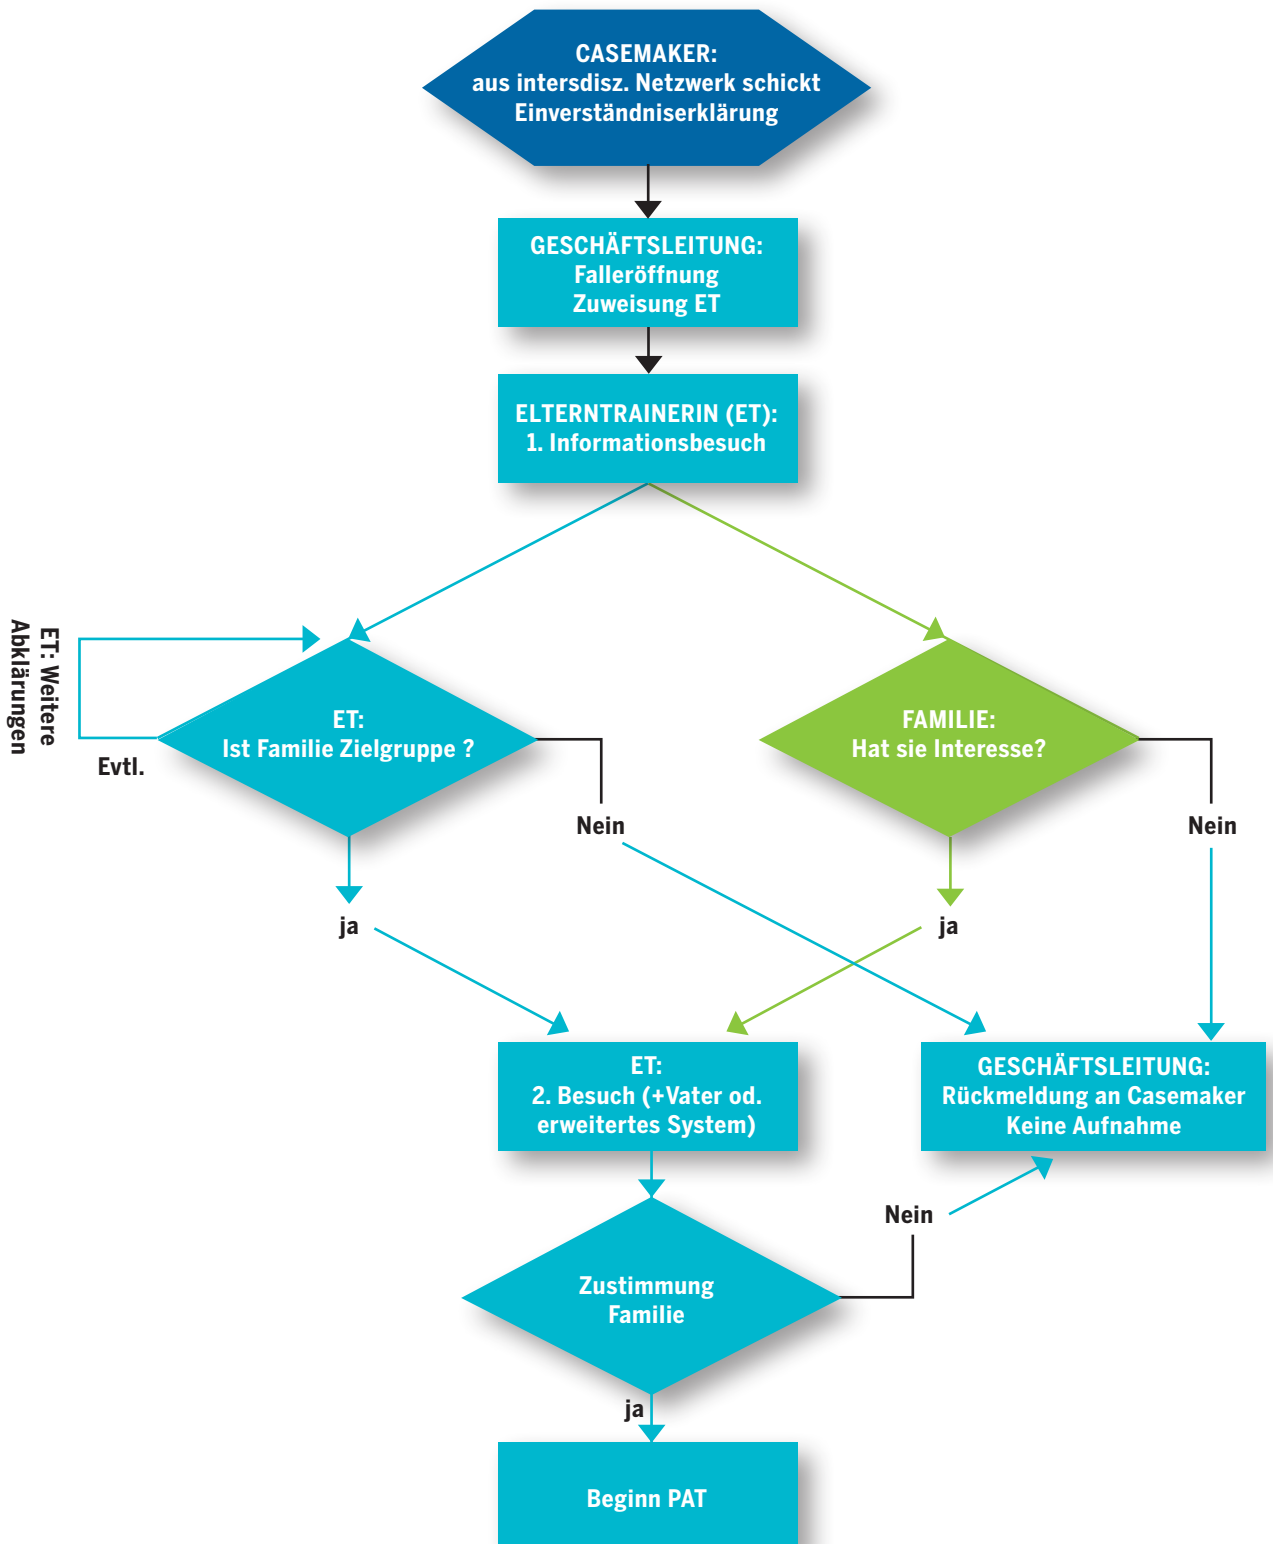 CASEMAKER:
aus intersdisz. Netzwerk schickt
Einverständniserklärung
GESCHÄFTSLEITUNG:
Falleröffnung
Zuweisung ET
ELTERNTRAINERIN (ET):
1. Informationsbesuch
ET: Weitere
Abklärungen
Evtl.
ET:
Ist Familie Zielgruppe ?
Nein
ja
FAMILIE:
Hat sie Interesse?
Nein
ja
ET:
2. Besuch (+Vater od.
erweitertes System)
GESCHÄFTSLEITUNG:
Rückmeldung an Casemaker
Keine Aufnahme
Zustimmung
Familie
Nein
ja
Beginn PAT